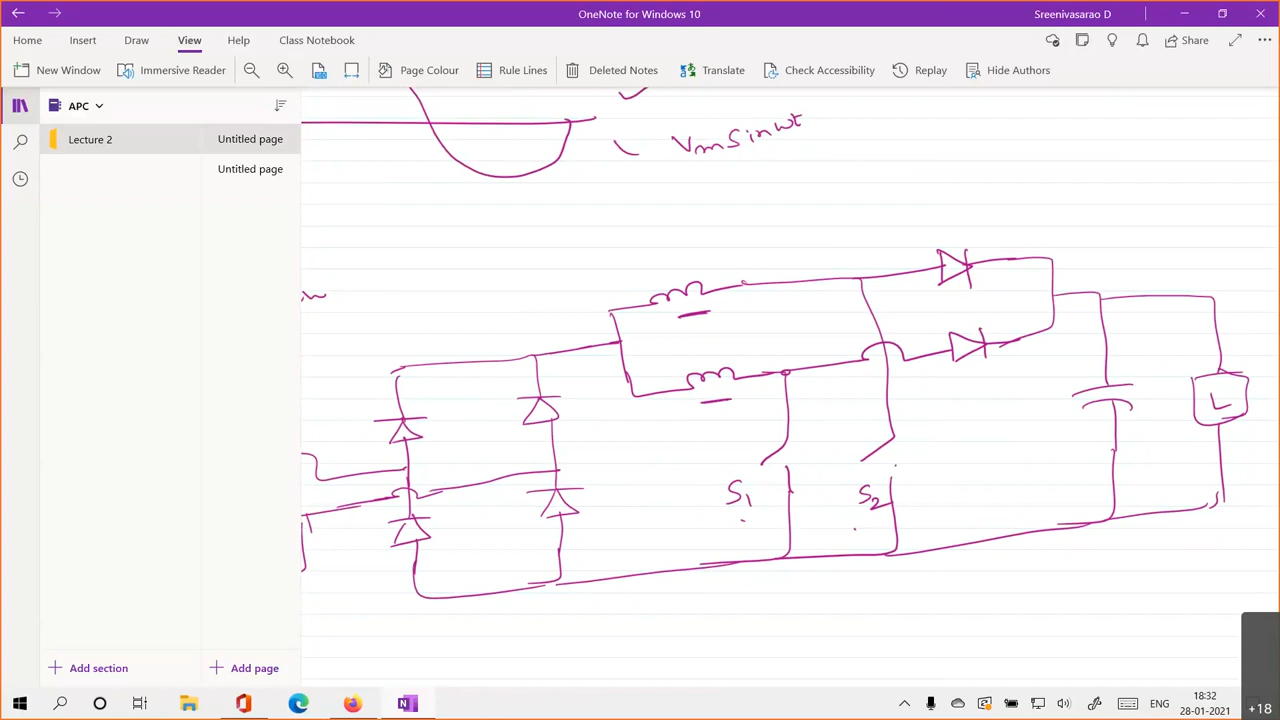 OneNote for Windows 10
Sreenivasarao D
Home Insert Draw View Help Class Notebook
Share
New Window Immersive Reader Page Colour Rule Lines Deleted Notes Translate Check Accessibility Replay Hide Authors
APC
Lecture 2
Untitled page
Untitled page
Vm Sinwt
L
S1
S2
Add section
Add page
ENG
18:32
28-01-2021
+18